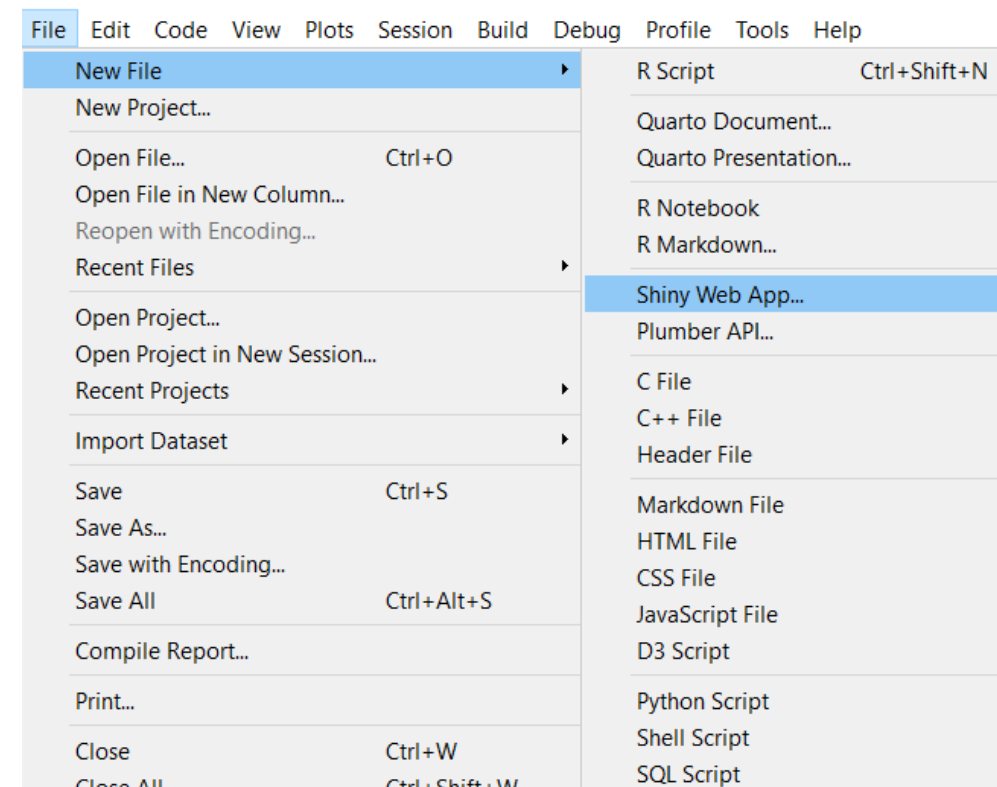 File Edit Code View Plots Session Build Debug Profile Tools Help
New File
New Project...
Open File... Ctrl+O
Open File in New Column...
Reopen with Encoding...
Recent Files
Open Project...
Open Project in New Session...
Recent Projects
Import Dataset
Save Ctrl+S
Save As...
Save with Encoding...
Save All Ctrl+Alt+S
Compile Report...
Print...
Close Ctrl+W
Close All Ctrl+Shift+W
R Script Ctrl+Shift+N
Quarto Document...
Quarto Presentation...
R Notebook
R Markdown...
Shiny Web App...
Plumber API...
C File
C++ File
Header File
Markdown File
HTML File
CSS File
JavaScript File
D3 Script
Python Script
Shell Script
SQL Script